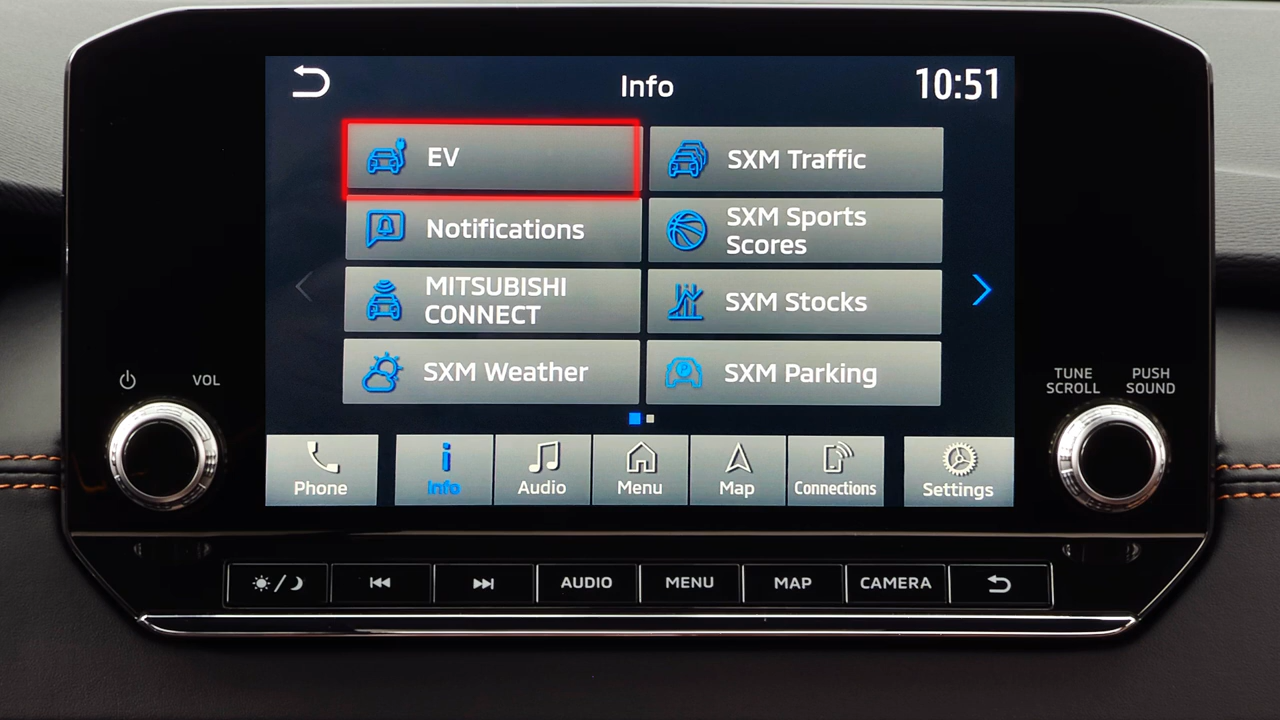 Info
10:51
EV
SXM Traffic
Notifications
SXM Sports
Scores
MITSUBISHI
CONNECT
SXM Stocks
SXM Weather
SXM Parking
VOL
TUNE
SCROLL
PUSH
SOUND
Phone
Info
Audio
Menu
Map
Connections
Settings
AUDIO
MENU
MAP
CAMERA